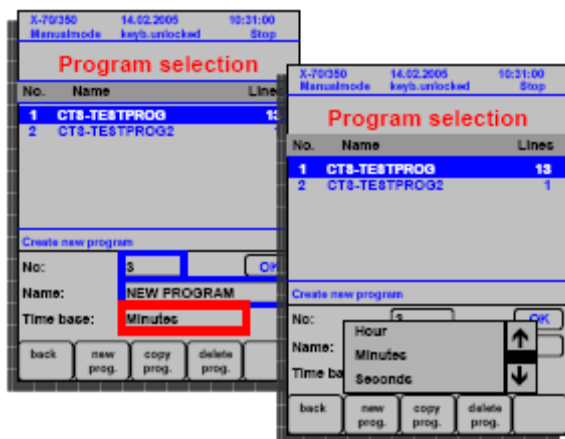 X-70/350 14.02.2005 10:31:00
Manualmode keyb.unlocked Stop
Program selection
No. Name Line
1 CTS-TESTPROG 13
2 CTS-TESTPROG2 1
Create new program
No: 3 OK
Name: NEW PROGRAM
Time base: Minutes
back new prog. copy prog. delete prog.
X-70/350 14.02.2005 10:31:00
Manualmode keyb.unlocked Stop
Program selection
No. Name Lines
1 CTS-TESTPROG 13
2 CTS-TESTPROG2 1
Create new program
No: 3 OK
Hour
Name: Minutes
Time ba Seconds
back new prog. copy prog. delete prog.